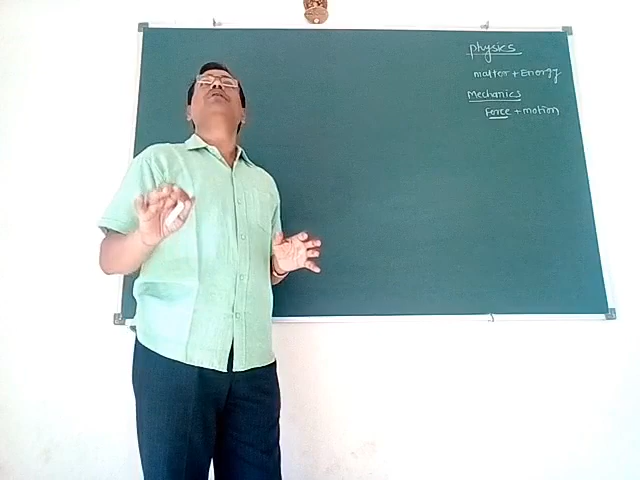 physics
matter + Energy
Mechanics
Force + motion